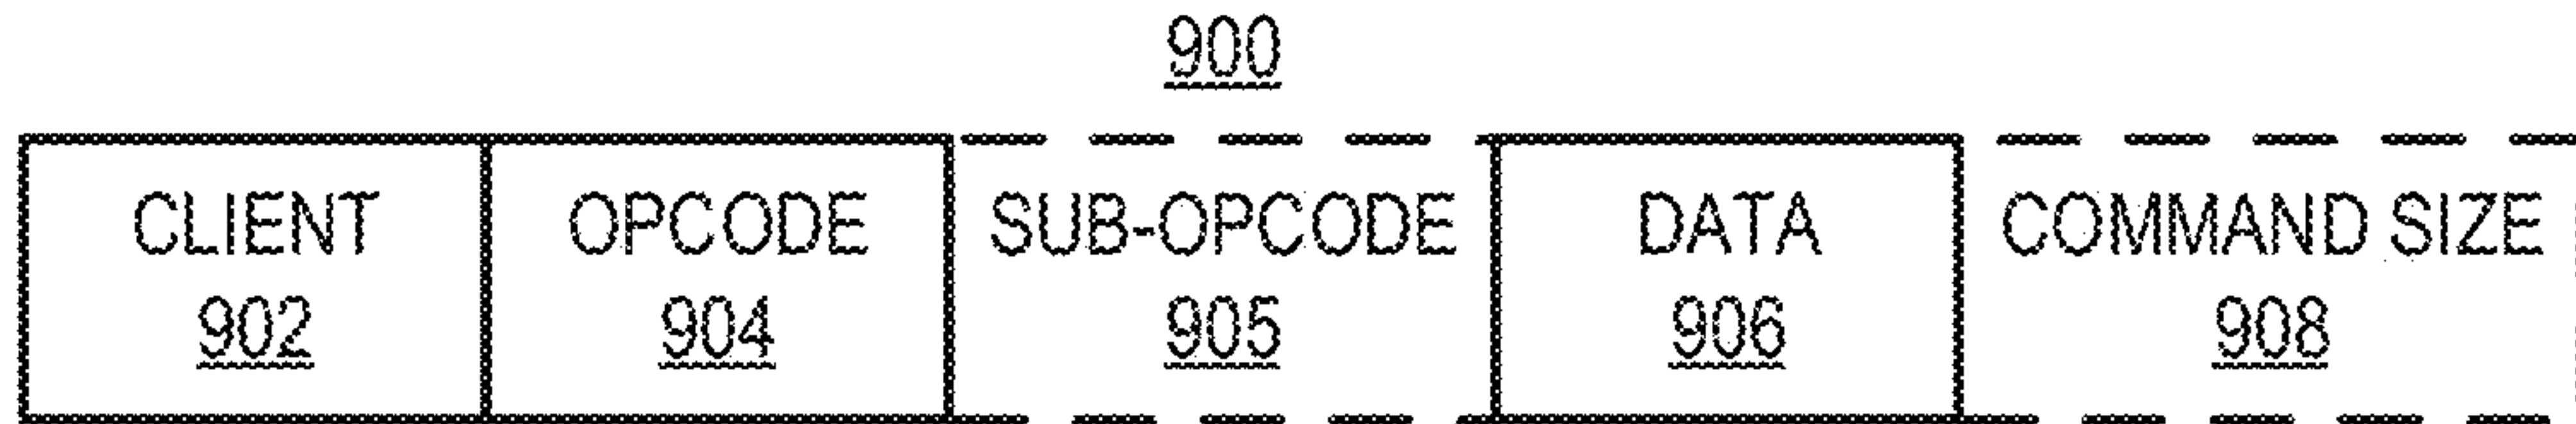 900
CLIENT OPCODE SUB-OPCODE DATA COMMAND SIZE
902 904 905 906 908